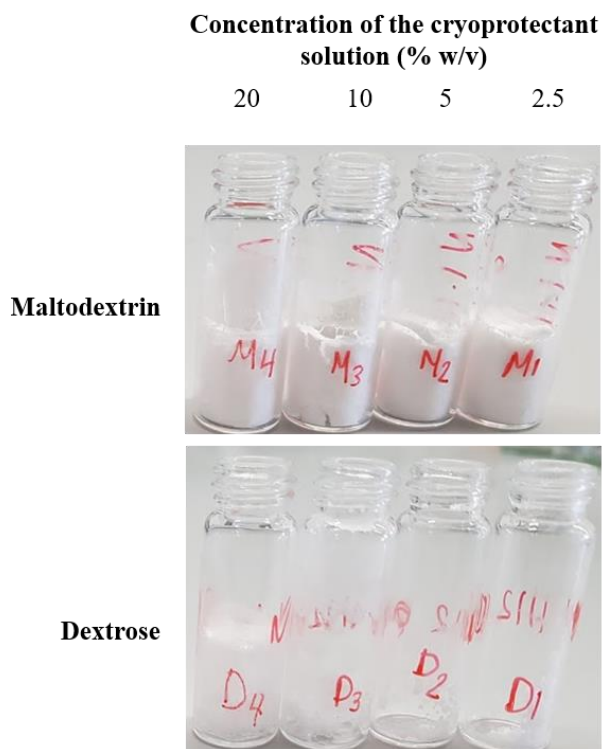 Concentration of the cryoprotectant
solution (% w/v)
20 10 5 2.5
Maltodextrin
M4 M3 M2 M1
Dextrose
D4 D3 D2 D1